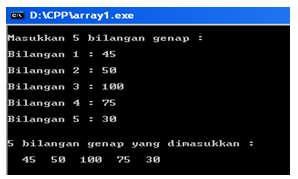 D:\CPP\array1.exe
Masukkan 5 bilangan genap :
Bilangan 1 : 45
Bilangan 2 : 50
Bilangan 3 : 100
Bilangan 4 : 75
Bilangan 5 : 30
5 bilangan genap yang dimasukkan :
45 50 100 75 30